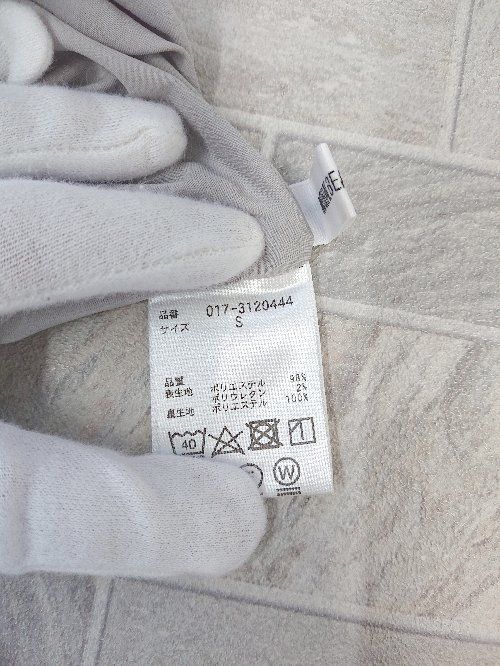 品番 017-3120444
サイズ S
品質
表生地 ポリエステル 98%
ポリウレタン 2%
裏生地 ポリエステル 100%
40
W